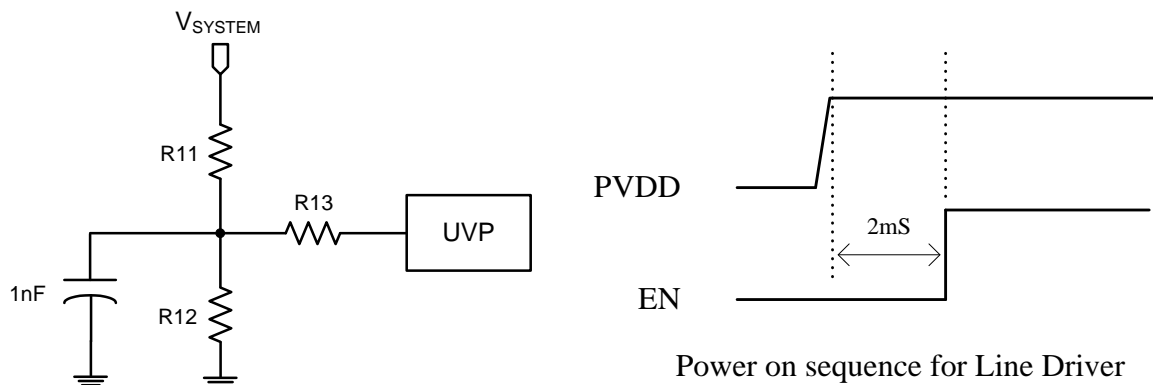 VSYSTEM
R11
R13
UVP
1nF
R12
PVDD
2mS
EN
Power on sequence for Line Driver